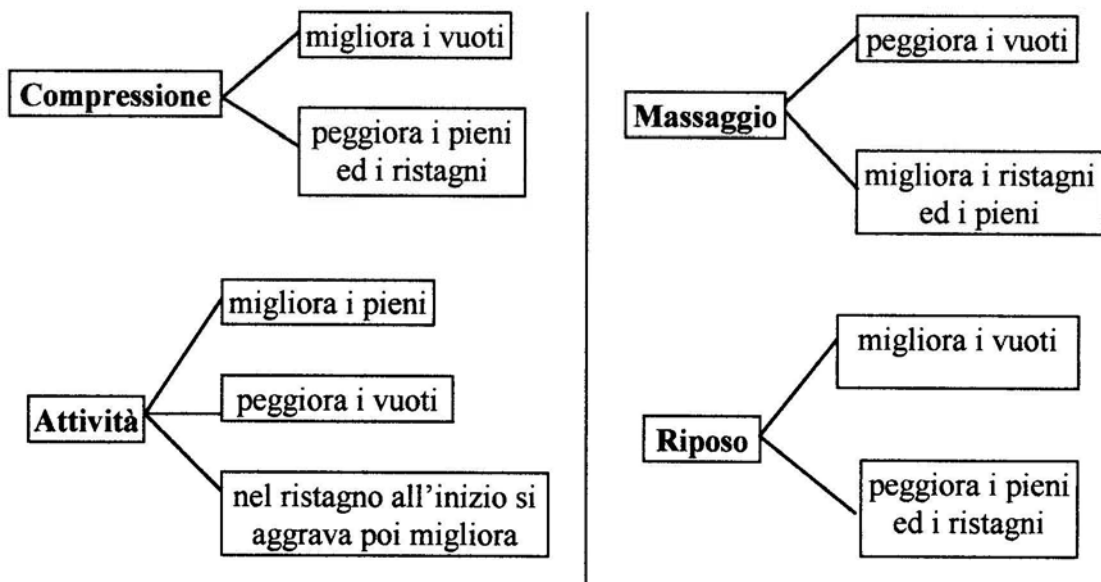 Compressione
migliora i vuoti
peggiora i pieni
ed i ristagni
Attività
migliora i pieni
peggiora i vuoti
nel ristagno all'inizio si
aggrava poi migliora
Massaggio
peggiora i vuoti
migliora i ristagni
ed i pieni
Riposo
migliora i vuoti
peggiora i pieni
ed i ristagni